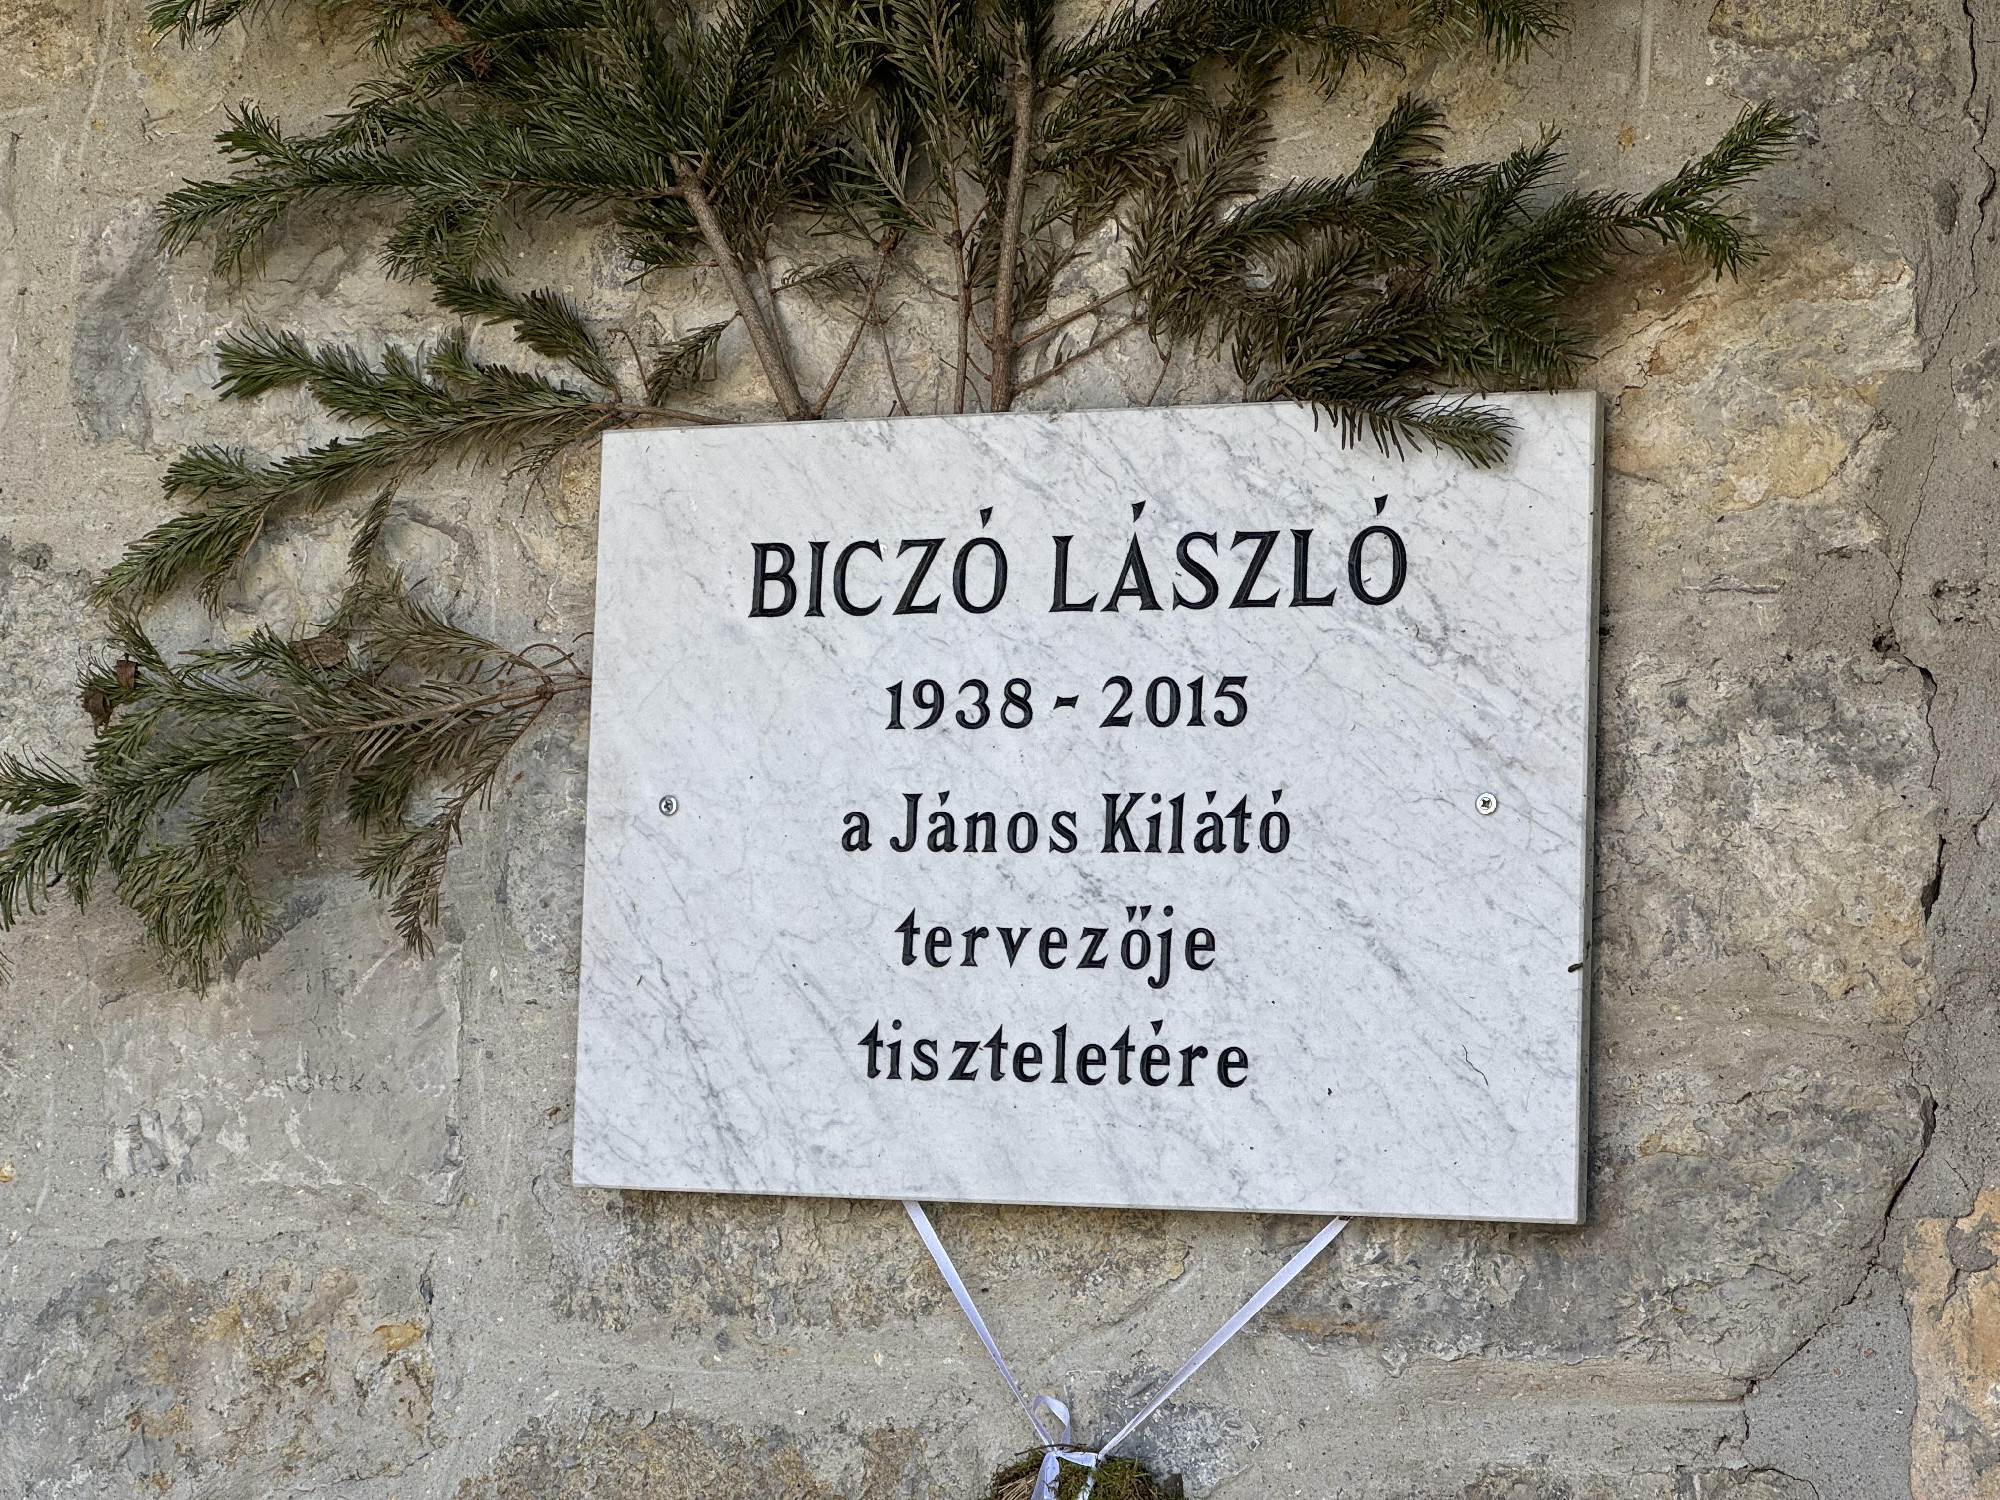 BICZÓ LÁSZLÓ
1938 - 2015
a János Kilátó
tervezője
tiszteletére